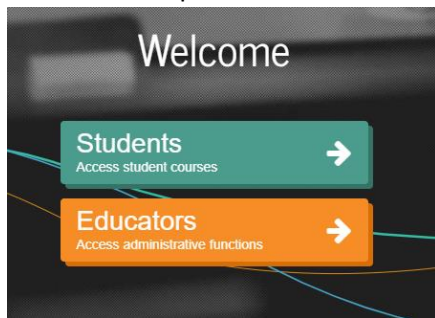 Welcome
Students
Access student courses
Educators
Access administrative functions